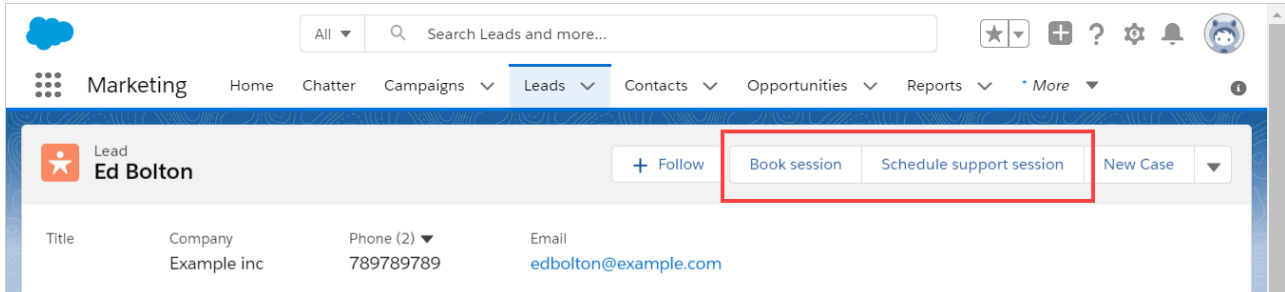 All Search Leads and more...
Marketing Home Chatter Campaigns Leads Contacts Opportunities Reports * More
Lead
Ed Bolton
Follow Book session Schedule support session New Case
Title Company Phone (2) Email
Example inc 789789789 edbolton@example.com